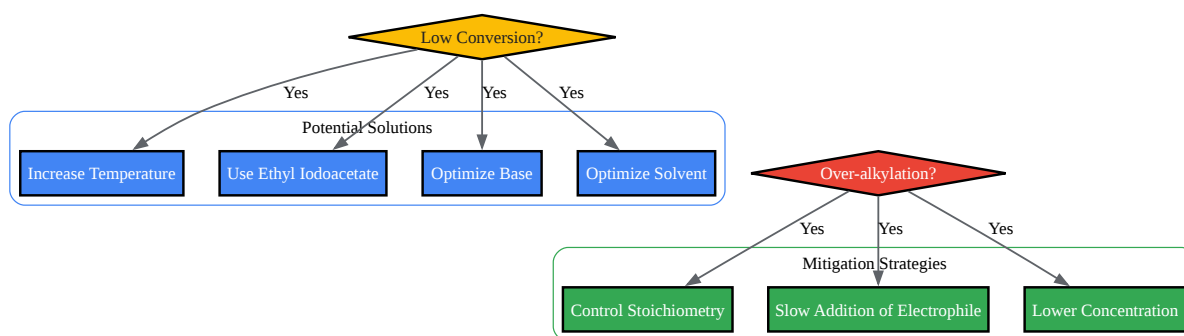 Low Conversion?
Yes
Yes
Yes
Yes
Potential Solutions
Increase Temperature
Use Ethyl Iodoacetate
Optimize Base
Optimize Solvent
Over-alkylation?
Yes
Yes
Yes
Mitigation Strategies
Control Stoichiometry
Slow Addition of Electrophile
Lower Concentration